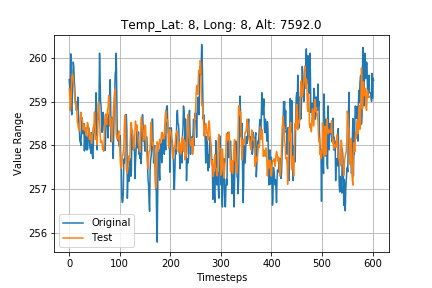 Temp_Lat: 8, Long: 8, Alt: 7592.0
Value Range
260
259
258
257
256
Original
Test
0 100 200 300 400 500 600
Timesteps